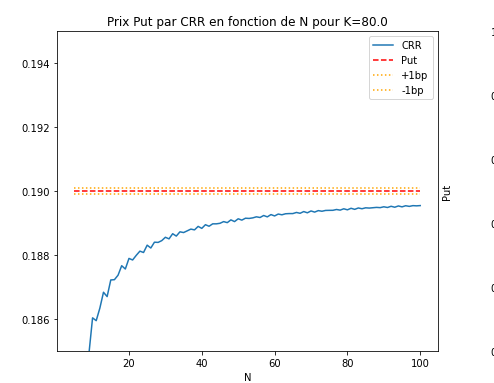 Prix Put par CRR en fonction de N pour K=80.0
CRR
Put
+1bp
-1bp
0.194
0.192
0.190
0.188
0.186
20
40
60
80
100
N
Put